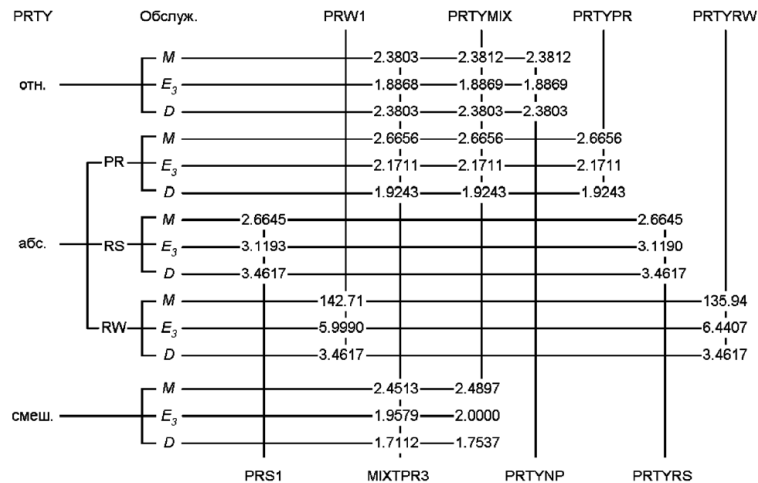 PRTY Обслуж. PRW1 PRTYMIX PRTYPR PRTYRW
M 2.3803 2.3812 2.3812
отн. E3 1.8868 1.8869 1.8869
D 2.3803 2.3803 2.3803
M 2.6656 2.6656 2.6656
PR E3 2.1711 2.1711 2.1711
D 1.9243 1.9243 1.9243
M 2.6645 2.6645
абс. RS E3 3.1193 3.1190
D 3.4617 3.4617
M 142.71 135.94
RW E3 5.9990 6.4407
D 3.4617 3.4617
M 2.4513 2.4897
смеш. E3 1.9579 2.0000
D 1.7112 1.7537
PRS1 MIXTPR3 PRTYNP PRTYRS